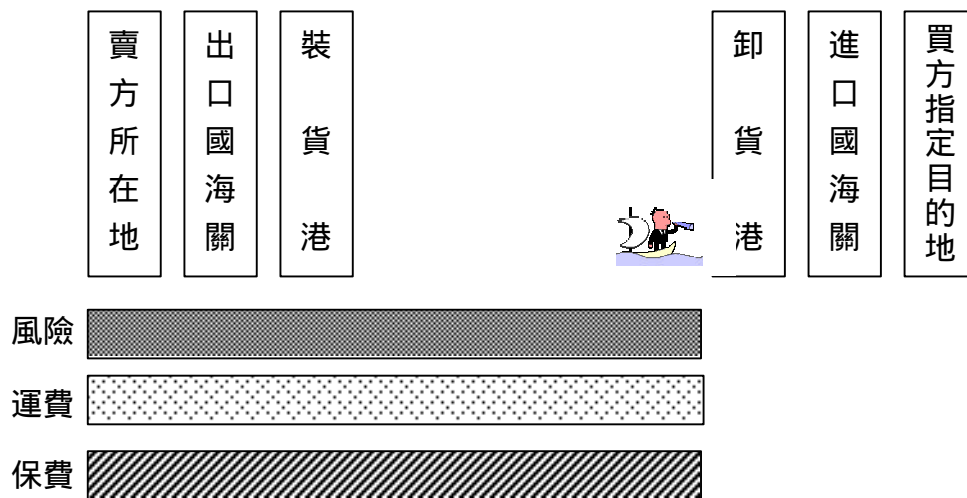 賣方所在地
出口國海關
裝貨港
卸貨港
進口國海關
買方指定目的地
風險
運費
保費